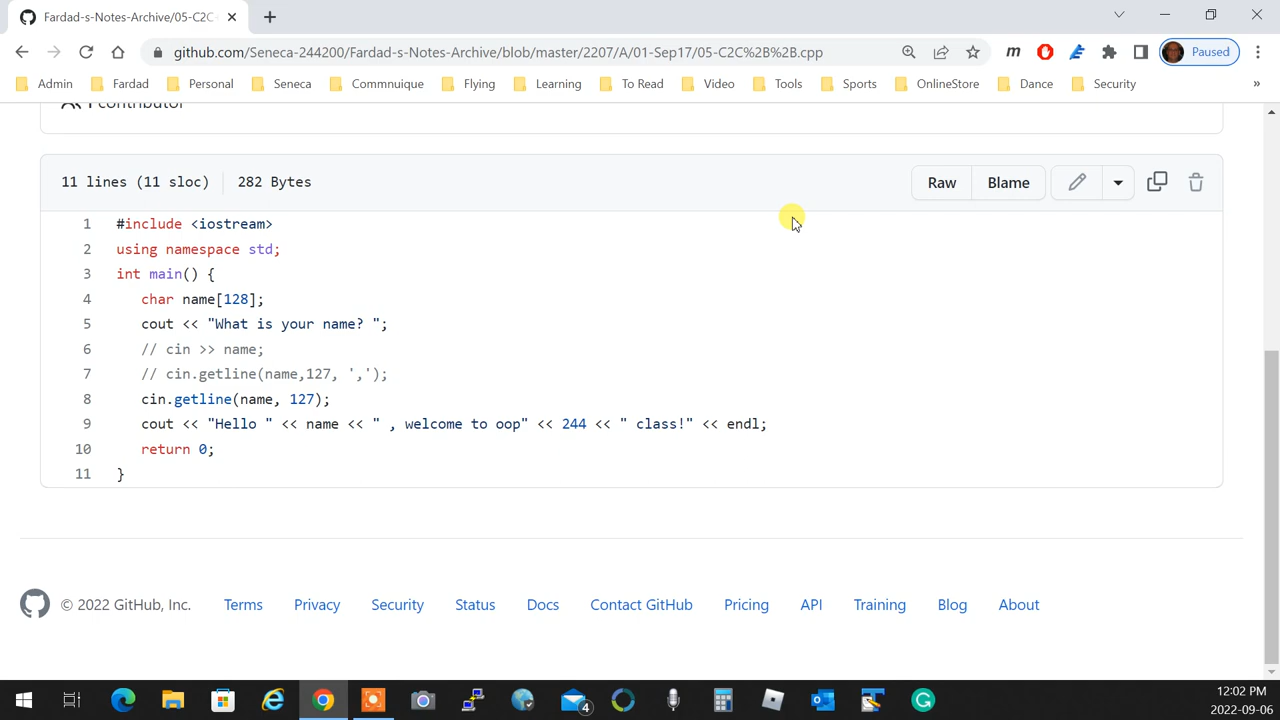 Fardad-s-Notes-Archive/05-C2C
github.com/Seneca-244200/Fardad-s-Notes-Archive/blob/master/2207/A/01-Sep17/05-C2C%2B%2B.cpp
m
Paused
Admin Fardad Personal Seneca Commnuique Flying Learning To Read Video Tools Sports OnlineStore Dance Security »
1 contributor
11 lines (11 sloc) 282 Bytes Raw Blame
1 #include <iostream>
2 using namespace std;
3 int main() {
4 char name[128];
5 cout << "What is your name? ";
6 // cin >> name;
7 // cin.getline(name,127, ',');
8 cin.getline(name, 127);
9 cout << "Hello " << name << " , welcome to oop" << 244 << " class!" << endl;
10 return 0;
11 }
© 2022 GitHub, Inc. Terms Privacy Security Status Docs Contact GitHub Pricing API Training Blog About
4
12:02 PM
2022-09-06